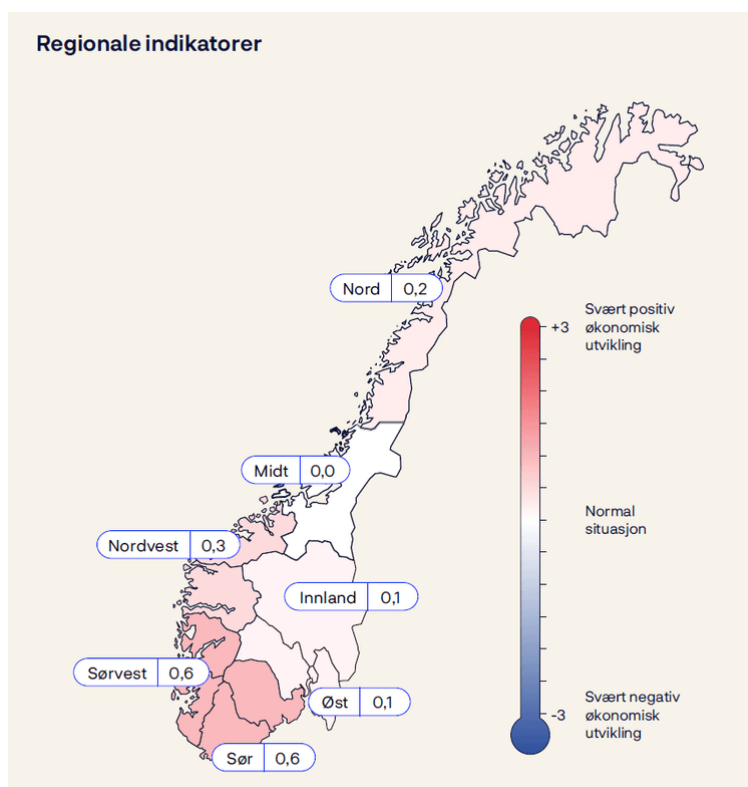 Regionale indikatorer
Nord 0,2
Svært positiv
+3 økonomisk
utvikling
Midt 0,0
Normal
situasjon
Nordvest 0,3
Innland 0,1
Sørvest 0,6
Øst 0,1
Svært negativ
-3 økonomisk
utvikling
Sør 0,6